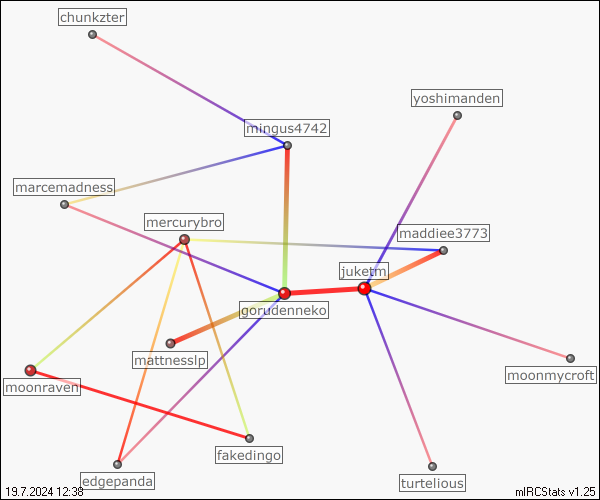 chunkzter
yoshimanden
mingus4742
marcemadness
mercurybro
maddiee3773
juketm
gorudenneko
mattnesslp
moonmycroft
moonraven
fakedingo
edgepanda
turtelious
19.7.2024 12:38
mIRCStats v1.25